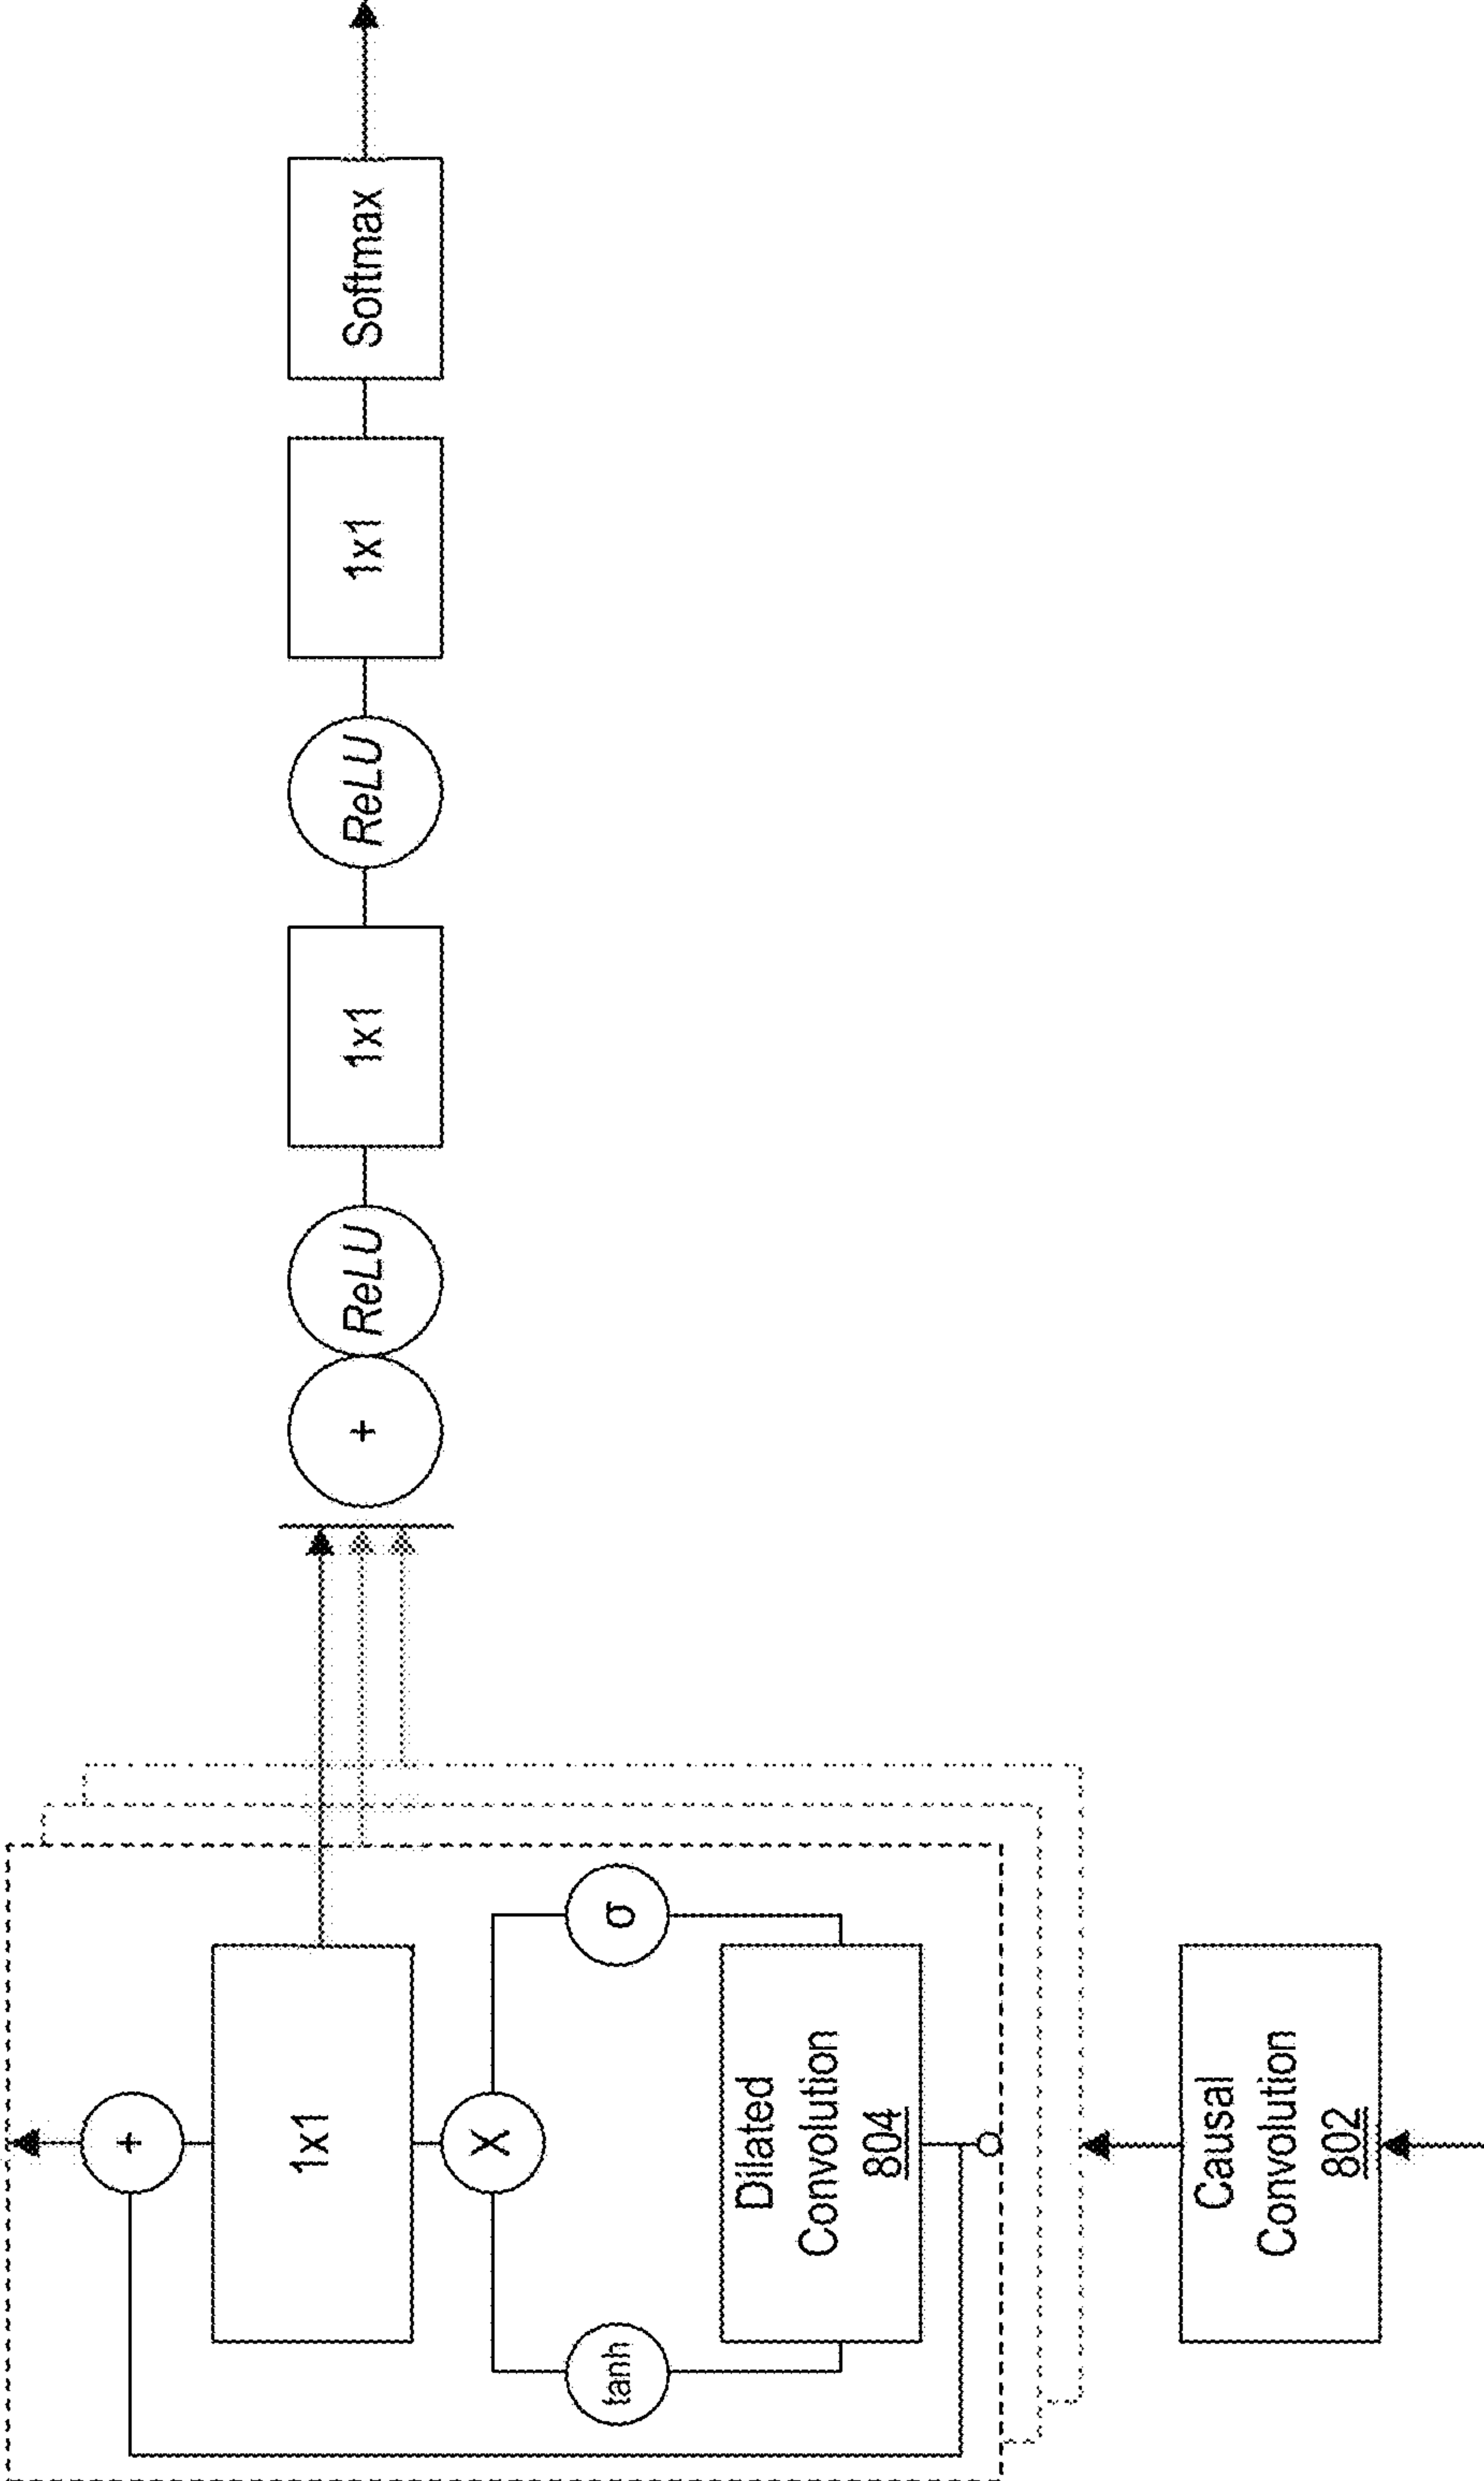 Softmax
1x1
ReLU
1x1
ReLU
+
+
1x1
X
σ
tanh
Dilated
Convolution
804
Causal
Convolution
802